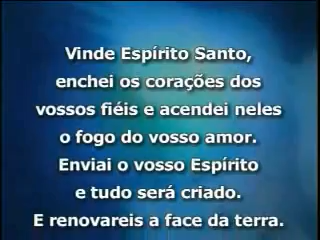 Vinde Espírito Santo,
enchei os corações dos
vossos fiéis e acendei neles
o fogo do vosso amor.
Enviai o vosso Espírito
e tudo será criado.
E renovareis a face da terra.